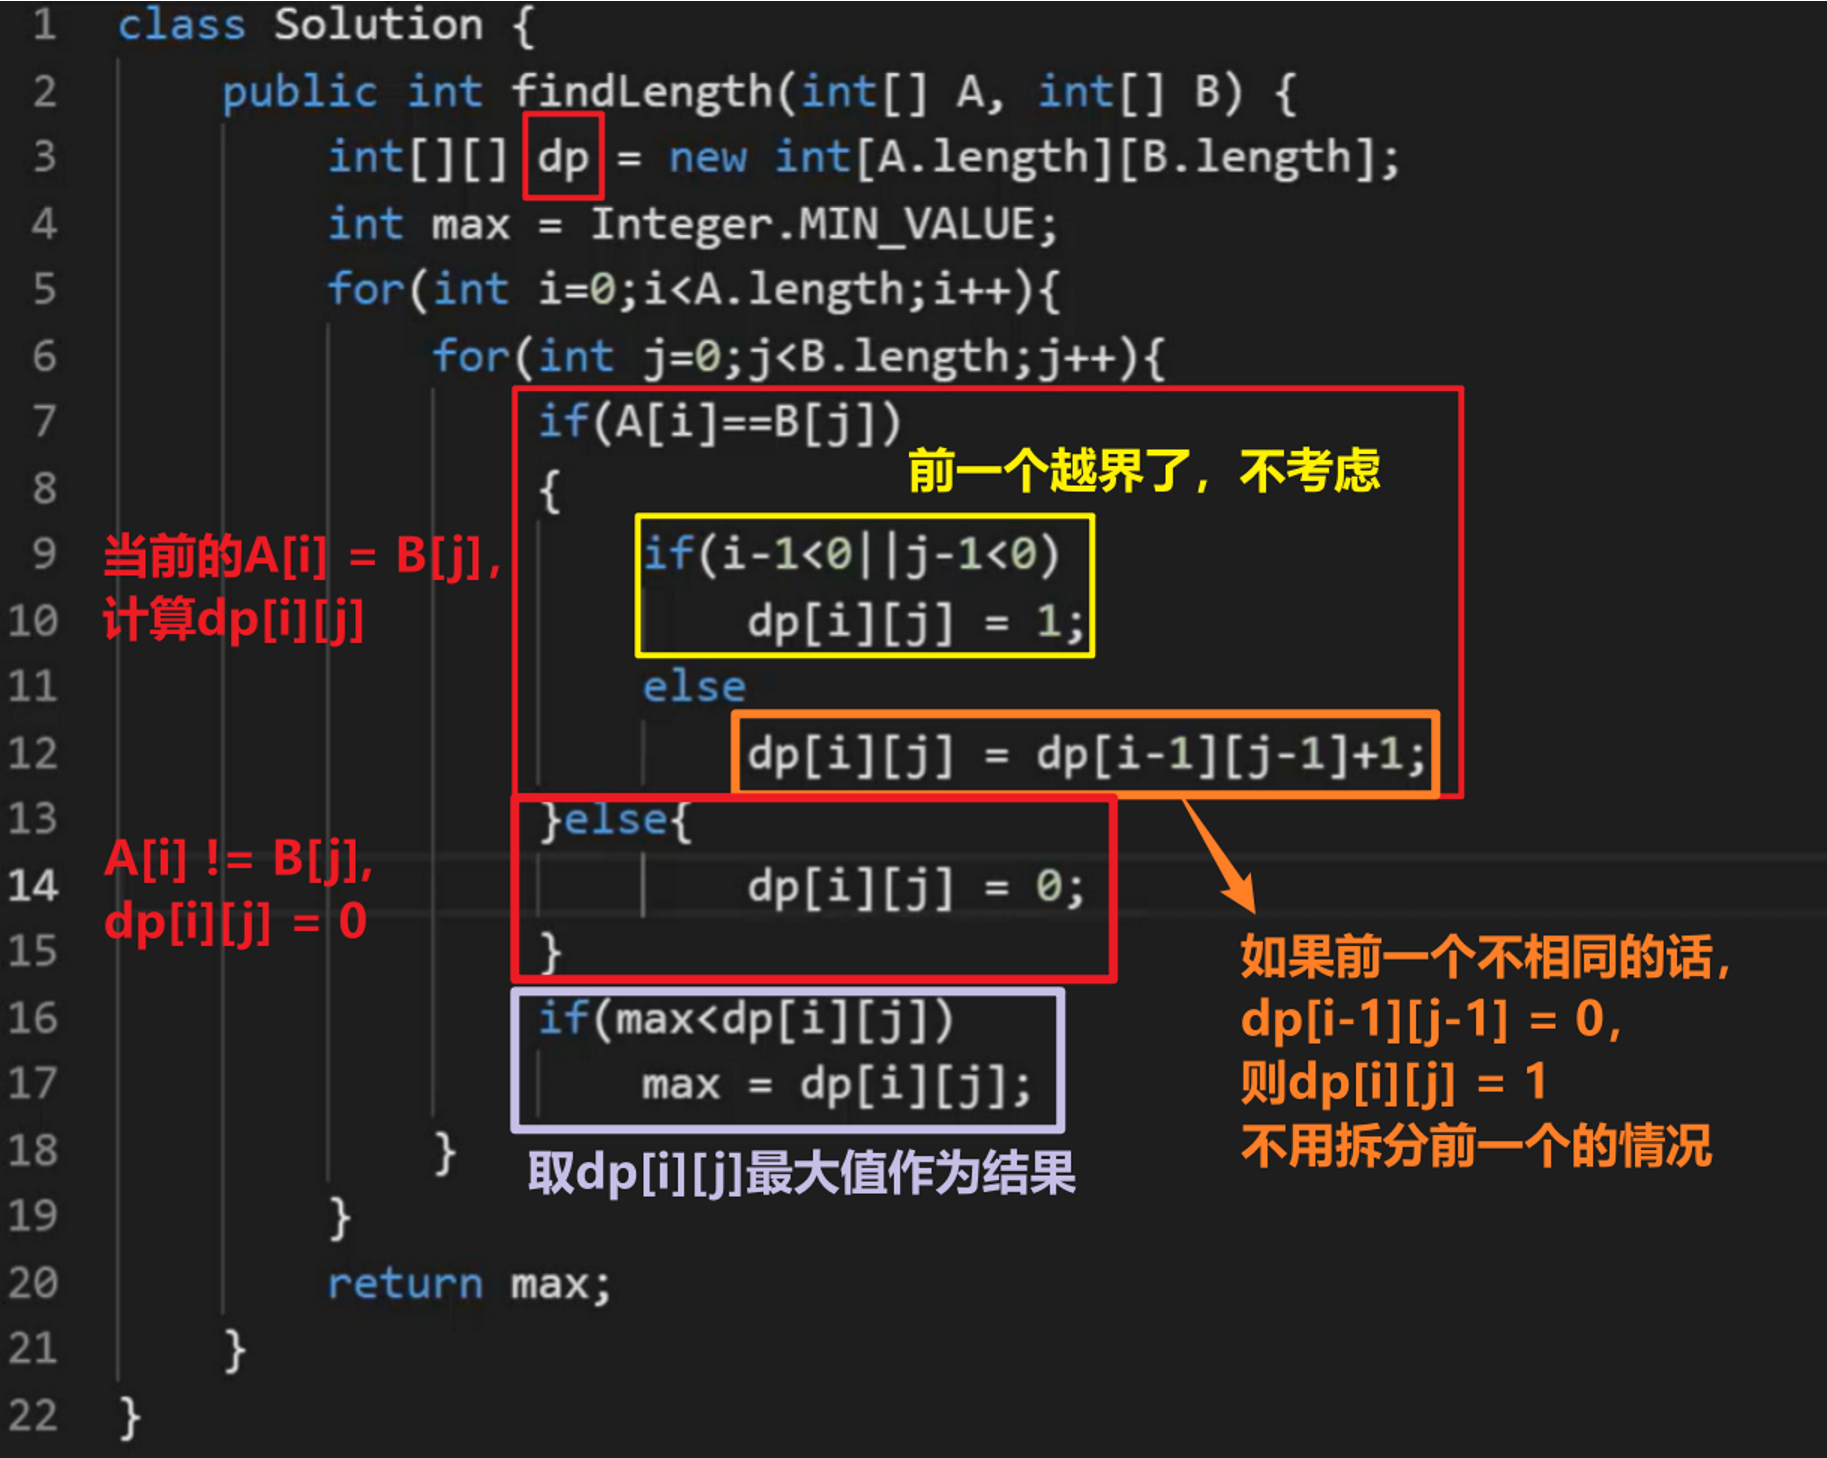 1 class Solution {
2 public int findLength(int[] A, int[] B) {
3 int[][] dp = new int[A.length][B.length];
4 int max = Integer.MIN_VALUE;
5 for(int i=0;i<A.length;i++){
6 for(int j=0;j<B.length;j++){
7 if(A[i]==B[j])
前一个越界了，不考虑
8 {
9 if(i-1<0||j-1<0)
当前的A[i] = B[j],
计算dp[i][j]
10 dp[i][j] = 1;
11 else
12 dp[i][j] = dp[i-1][j-1]+1;
13 }else{
A[i] != B[j],
dp[i][j] = 0
14 dp[i][j] = 0;
15 }
如果前一个不相同的话，
dp[i-1][j-1] = 0,
则dp[i][j] = 1
不用拆分前一个的情况
16 if(max<dp[i][j])
17 max = dp[i][j];
18 }
取dp[i][j]最大值作为结果
19 }
20 return max;
21 }
22 }